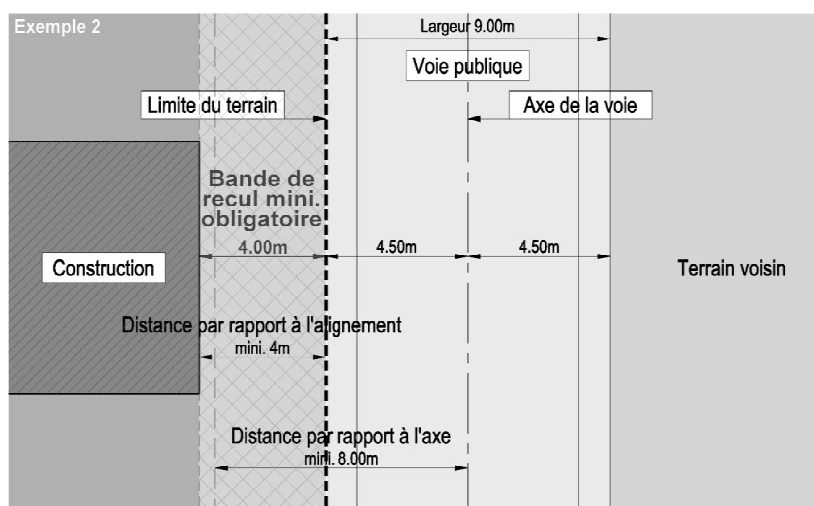 Exemple 2
Largeur 9.00m
Voie publique
Limite du terrain
Axe de la voie
Bande de
recul mini.
obligatoire
4.00m
4.50m
4.50m
Construction
Terrain voisin
Distance par rapport à l'alignement
mini. 4m
Distance par rapport à l'axe
mini. 8.00m